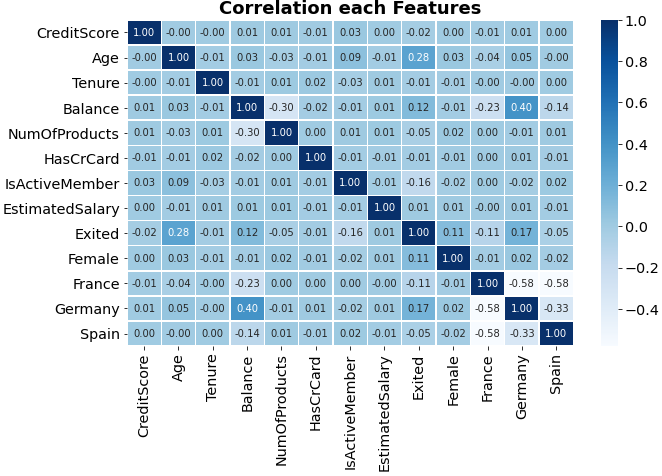 Correlation each Features
CreditScore 1.00 -0.00 -0.00 0.01 0.01 -0.01 0.03 0.00 -0.02 0.00 -0.01 0.01 0.00
Age -0.00 1.00 -0.01 0.03 -0.03 -0.01 0.09 -0.01 0.28 0.03 -0.04 0.05 -0.00
Tenure -0.00 -0.01 1.00 -0.01 0.01 0.02 -0.03 0.01 -0.01 -0.01 -0.00 -0.00 0.00
Balance 0.01 0.03 -0.01 1.00 -0.30 -0.02 -0.01 0.01 0.12 -0.01 -0.23 0.40 -0.14
NumOfProducts 0.01 -0.03 0.01 -0.30 1.00 0.00 0.01 0.01 -0.05 0.02 0.00 -0.01 0.01
HasCrCard -0.01 -0.01 0.02 -0.02 0.00 1.00 -0.01 -0.01 -0.01 -0.01 0.00 0.01 -0.01
IsActiveMember 0.03 0.09 -0.03 -0.01 0.01 -0.01 1.00 -0.01 -0.16 -0.02 0.00 -0.02 0.02
EstimatedSalary 0.00 -0.01 0.01 0.01 0.01 -0.01 -0.01 1.00 0.01 0.01 -0.00 0.01 -0.01
Exited -0.02 0.28 -0.01 0.12 -0.05 -0.01 -0.16 0.01 1.00 0.11 -0.11 0.17 -0.05
Female 0.00 0.03 -0.01 -0.01 0.02 -0.01 -0.02 0.01 0.11 1.00 -0.01 0.02 -0.02
France -0.01 -0.04 -0.00 -0.23 0.00 0.00 0.00 -0.00 -0.11 -0.01 1.00 -0.58 -0.58
Germany 0.01 0.05 -0.00 0.40 -0.01 0.01 -0.02 0.01 0.17 0.02 -0.58 1.00 -0.33
Spain 0.00 -0.00 0.00 -0.14 0.01 -0.01 0.02 -0.01 -0.05 -0.02 -0.58 -0.33 1.00
CreditScore
Age
Tenure
Balance
NumOfProducts
HasCrCard
IsActiveMember
EstimatedSalary
Exited
Female
France
Germany
Spain
1.0
0.8
0.6
0.4
0.2
0.0
−0.2
−0.4